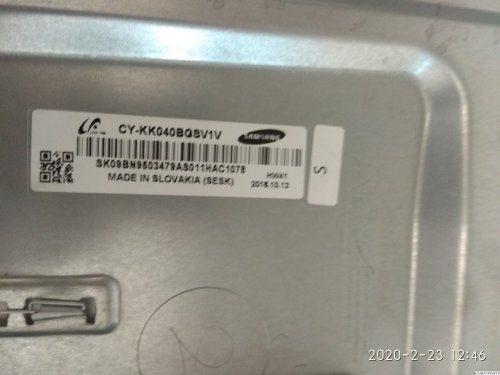 CY-KK040BGSV1V
SAMSUNG
S
SK09BN9503479AS011HAC1078
HW41
MADE IN SLOVAKIA (SESK)
2016.10.12
2020-2-23 12:46